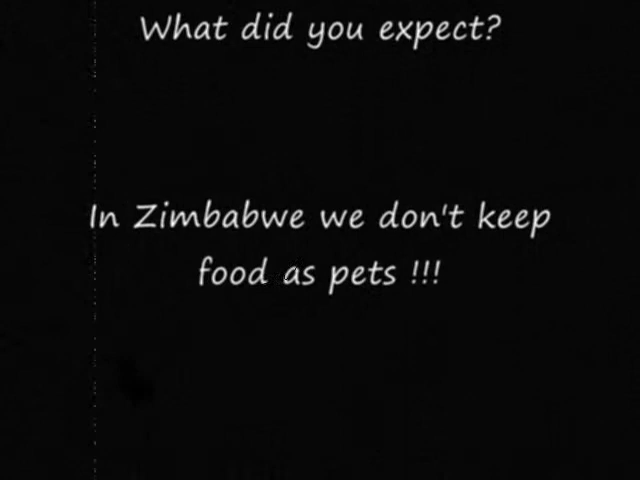 What did you expect?
In Zimbabwe we don't keep
food as pets !!!